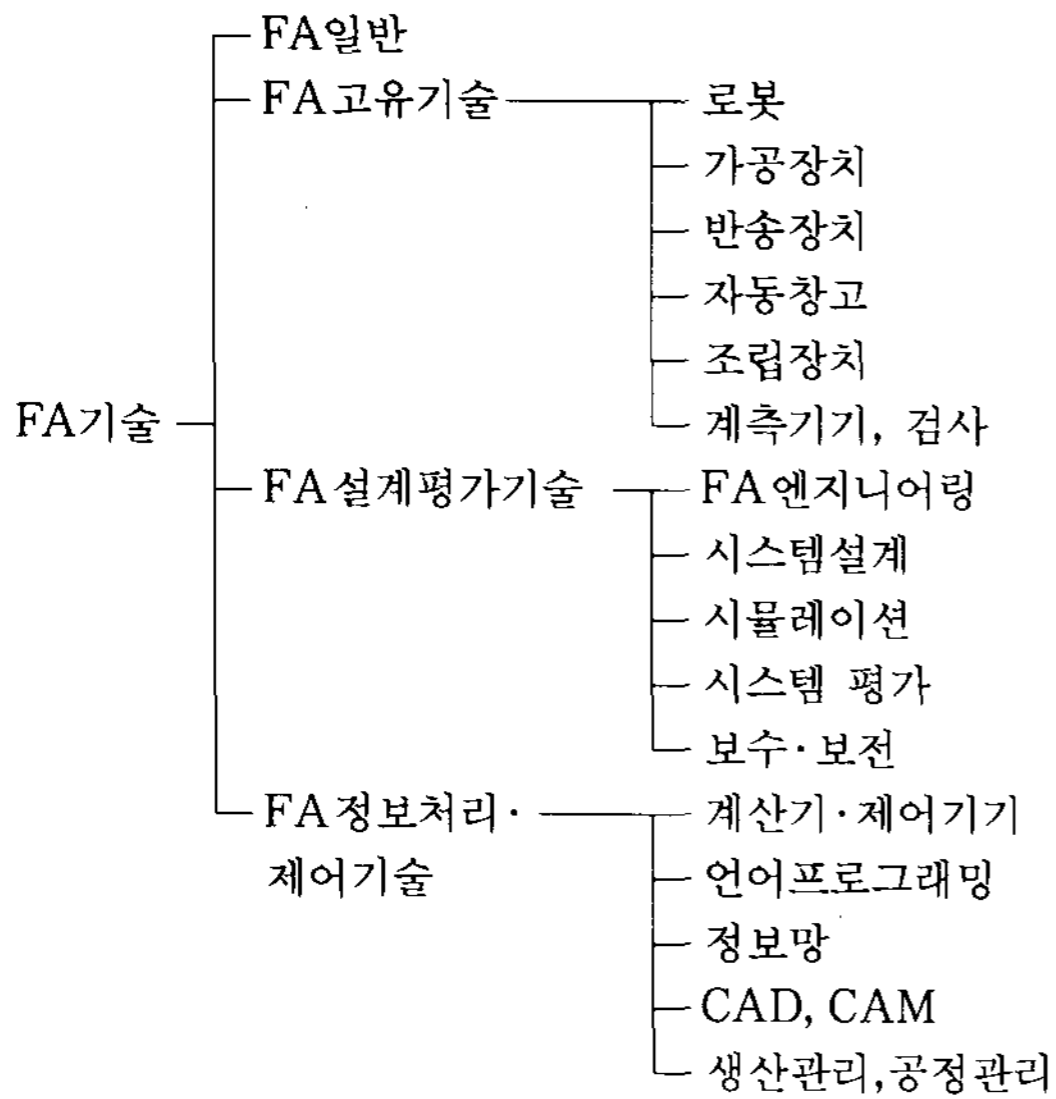 FA일반
FA고유기술
로봇
가공장치
반송장치
자동창고
조립장치
FA기술
계측기기, 검사
FA설계평가기술
FA엔지니어링
시스템설계
시뮬레이션
시스템 평가
보수·보전
FA정보처리·
제어기술
계산기·제어기기
언어프로그래밍
정보망
CAD, CAM
생산관리,공정관리